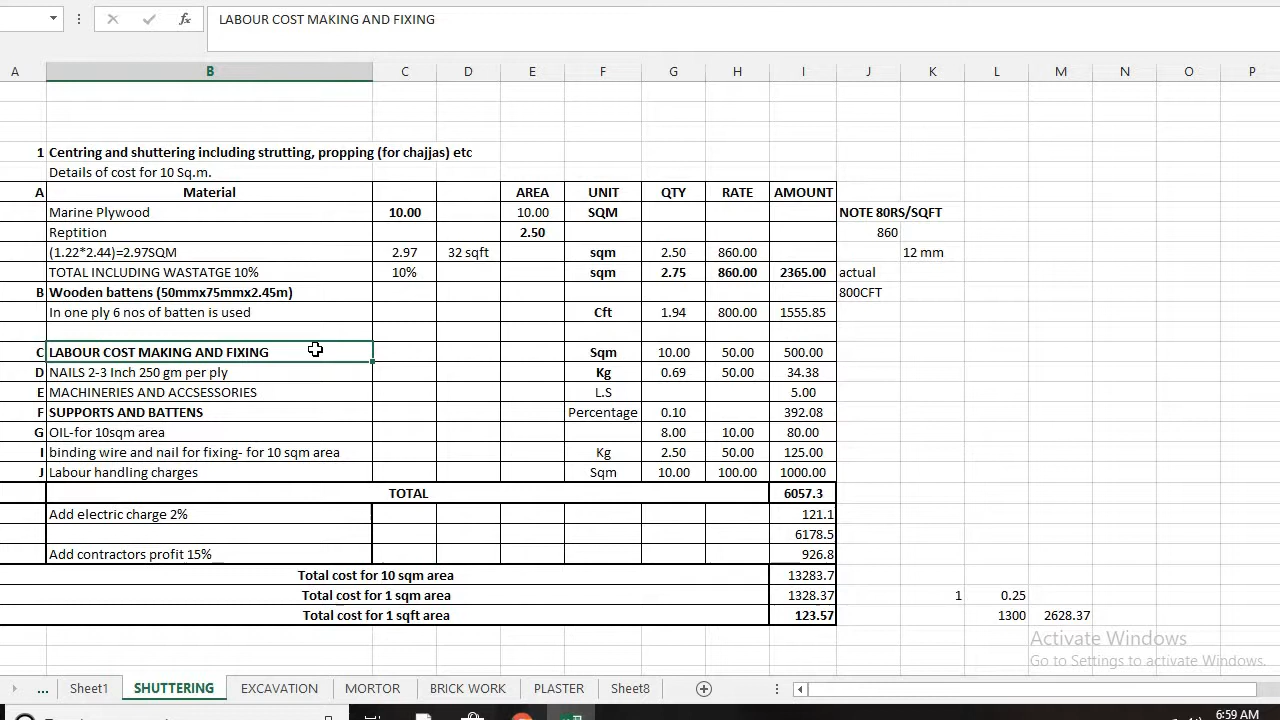 LABOUR COST MAKING AND FIXING
A B C D E F G H I J K L M N O P
1 Centring and shuttering including strutting, propping (for chajjas) etc
Details of cost for 10 Sq.m.
A Material AREA UNIT QTY RATE AMOUNT
Marine Plywood 10.00 10.00 SQM NOTE 80RS/SQFT
Reptition 2.50 860
(1.22*2.44)=2.97SQM 2.97 32 sqft sqm 2.50 860.00 12 mm
TOTAL INCLUDING WASTATGE 10% 10% sqm 2.75 860.00 2365.00 actual
B Wooden battens (50mmx75mmx2.45m) 800CFT
In one ply 6 nos of batten is used Cft 1.94 800.00 1555.85
C LABOUR COST MAKING AND FIXING Sqm 10.00 50.00 500.00
D NAILS 2-3 Inch 250 gm per ply Kg 0.69 50.00 34.38
E MACHINERIES AND ACCSESSORIES L.S 5.00
F SUPPORTS AND BATTENS Percentage 0.10 392.08
G OIL-for 10sqm area 8.00 10.00 80.00
I binding wire and nail for fixing- for 10 sqm area Kg 2.50 50.00 125.00
J Labour handling charges Sqm 10.00 100.00 1000.00
TOTAL 6057.3
Add electric charge 2% 121.1
6178.5
Add contractors profit 15% 926.8
Total cost for 10 sqm area 13283.7
Total cost for 1 sqm area 1328.37 1 0.25
Total cost for 1 sqft area 123.57 1300 2628.37
Activate Windows
Go to Settings to activate Windows.
... Sheet1 SHUTTERING EXCAVATION MORTOR BRICK WORK PLASTER Sheet8
6:59 AM